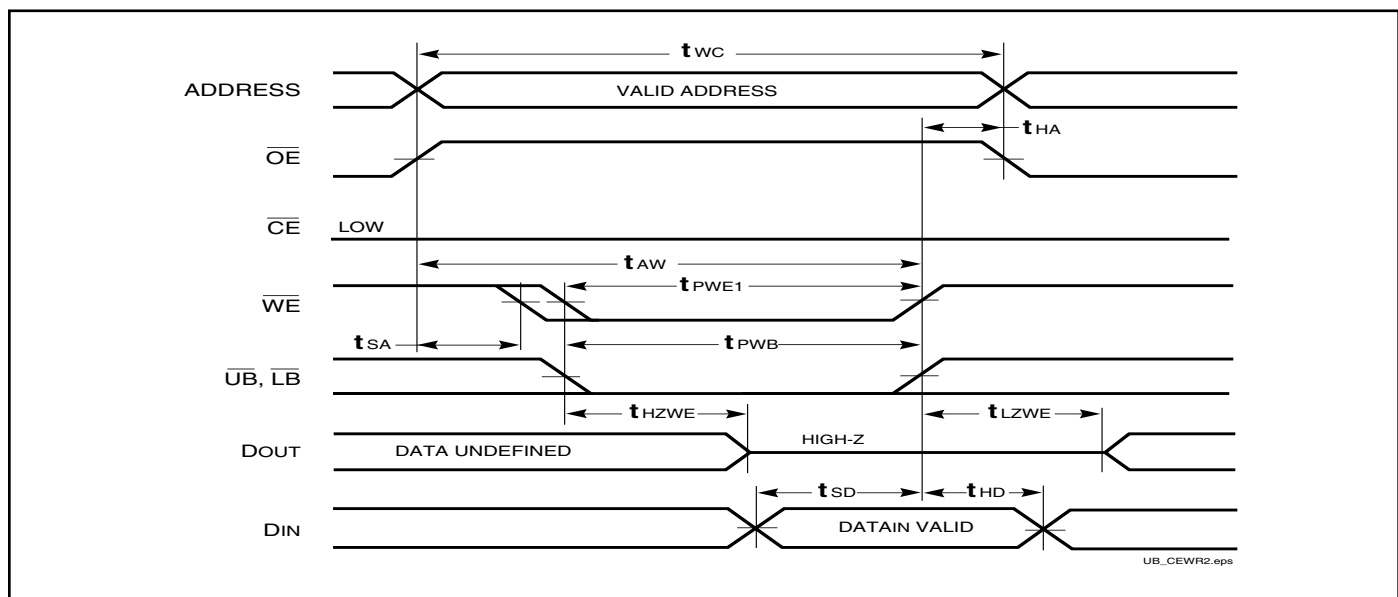 tWC
ADDRESS VALID ADDRESS
tHA
OE
CE LOW
tAW
WE tPWE1
tSA tPWB
UB, LB
tHZWE tLZWE
DOUT DATA UNDEFINED HIGH-Z
tSD tHD
DIN DATAIN VALID
UB_CEWR2.eps